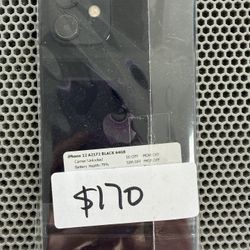 iPhone 12 A2172 BLACK 64GB
Carrier: Unlocked
Battery Health: 79%
$170